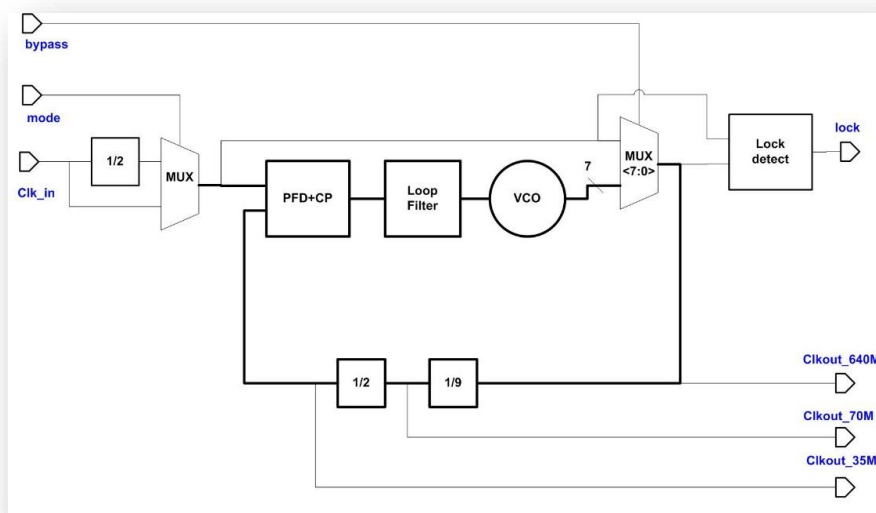 bypass
mode
Clk_in
1/2
MUX
PFD+CP
Loop
Filter
VCO
7
MUX
<7:0>
Lock
detect
lock
1/2
1/9
Clkout_640M
Clkout_70M
Clkout_35M